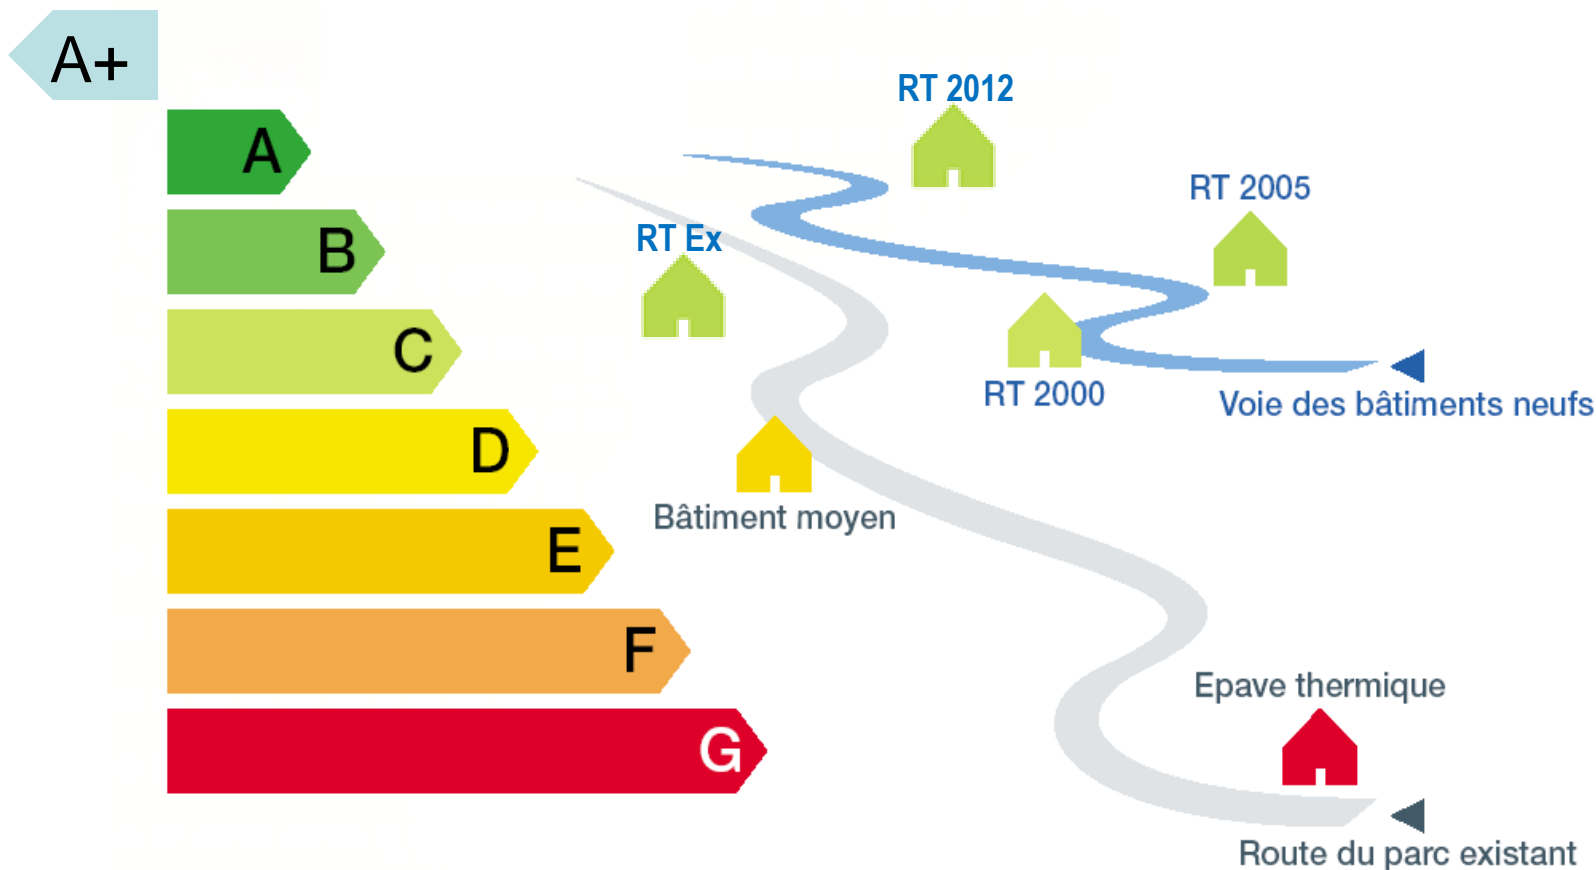 A+
A
B
C
D
E
F
G
RT 2012
RT 2005
RT Ex
RT 2000
Voie des bâtiments neufs
Bâtiment moyen
Epave thermique
Route du parc existant